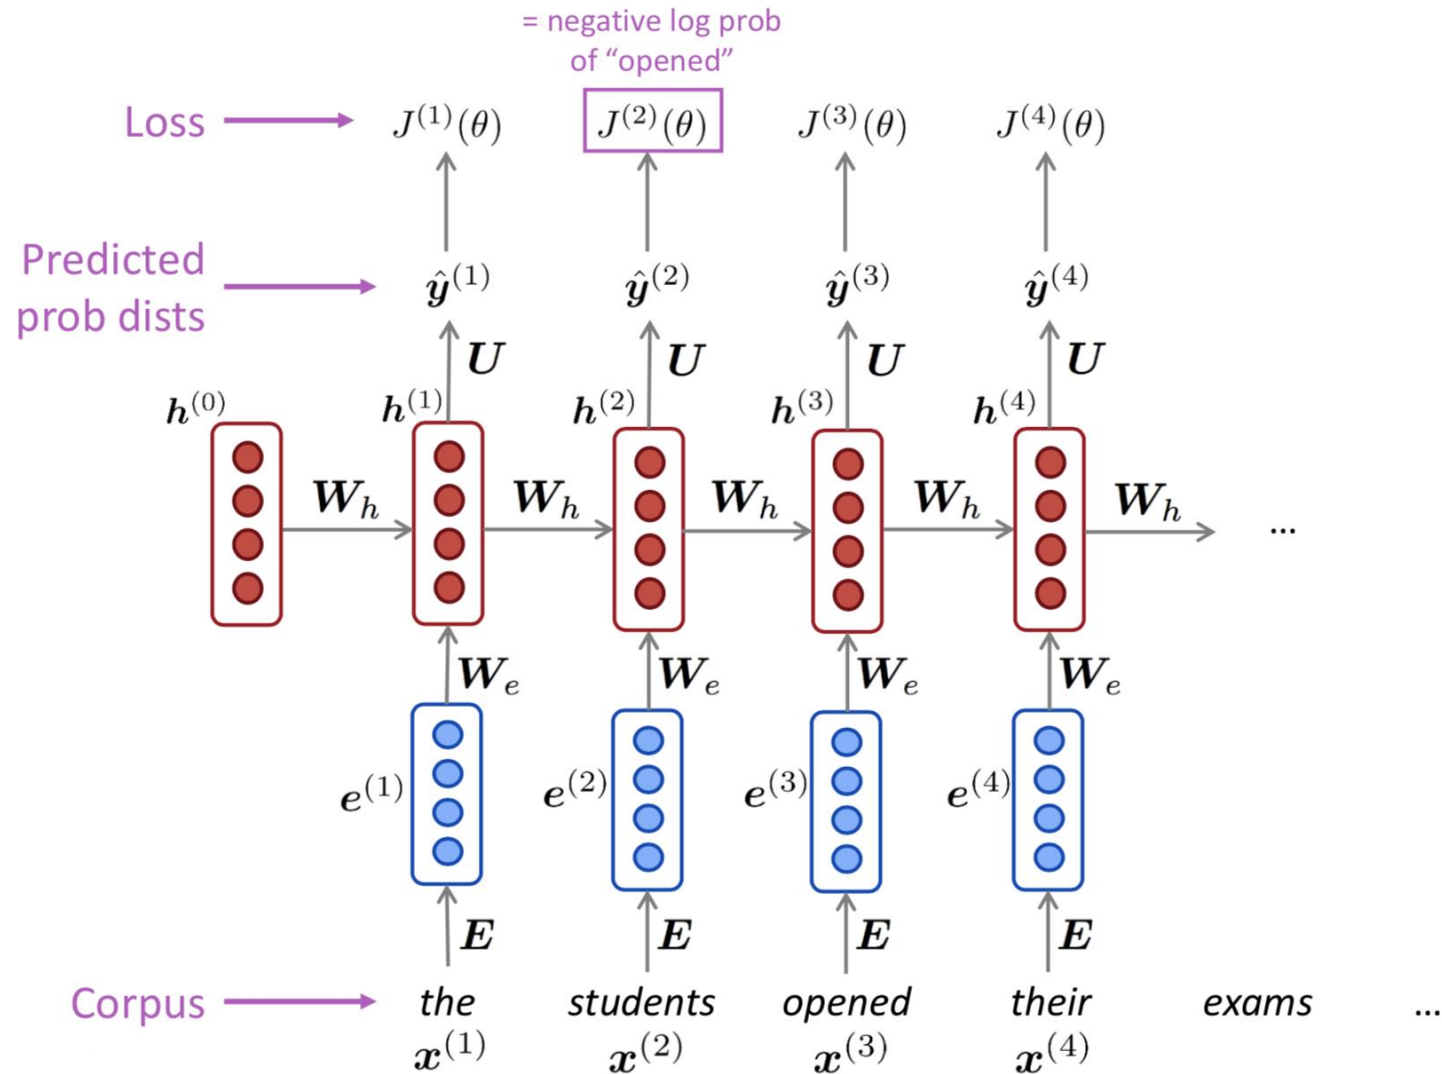 = negative log prob
of “opened”
Loss J⁽¹⁾(θ) J⁽²⁾(θ) J⁽³⁾(θ) J⁽⁴⁾(θ)
Predicted
prob dists
ŷ⁽¹⁾ ŷ⁽²⁾ ŷ⁽³⁾ ŷ⁽⁴⁾
U U U U
h⁽⁰⁾ h⁽¹⁾ h⁽²⁾ h⁽³⁾ h⁽⁴⁾
Wₕ Wₕ Wₕ Wₕ Wₕ ...
Wₑ Wₑ Wₑ Wₑ
e⁽¹⁾ e⁽²⁾ e⁽³⁾ e⁽⁴⁾
E E E E
Corpus the students opened their exams ...
x⁽¹⁾ x⁽²⁾ x⁽³⁾ x⁽⁴⁾